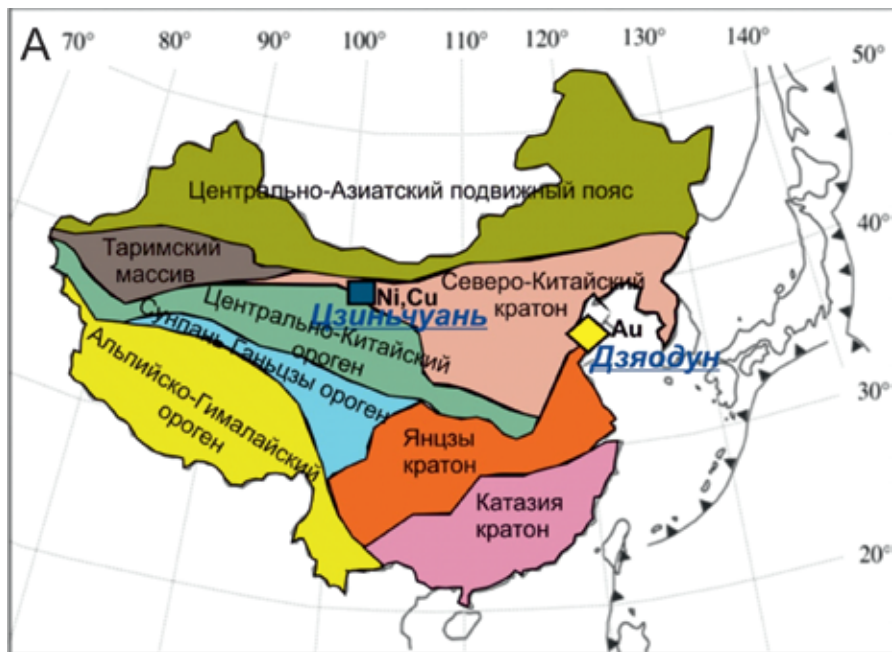 А
70°
80°
90°
100°
110°
120°
130°
140°
50°
Центрально-Азиатский подвижный пояс
40°
Таримский
массив
Северо-Китайский
кратон
Ni,Cu
Цзиньчуань
Центрально-Китайский
ороген
Au
Дзяодун
Сунпань-Ганьцзы ороген
30°
Альпийско-Гималайский
ороген
Янцзы
кратон
Катазия
кратон
20°